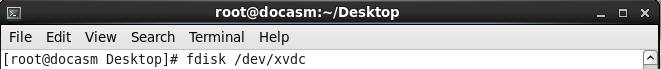 root@docasm:~/Desktop
File Edit View Search Terminal Help
[root@docasm Desktop]# fdisk /dev/xvdc